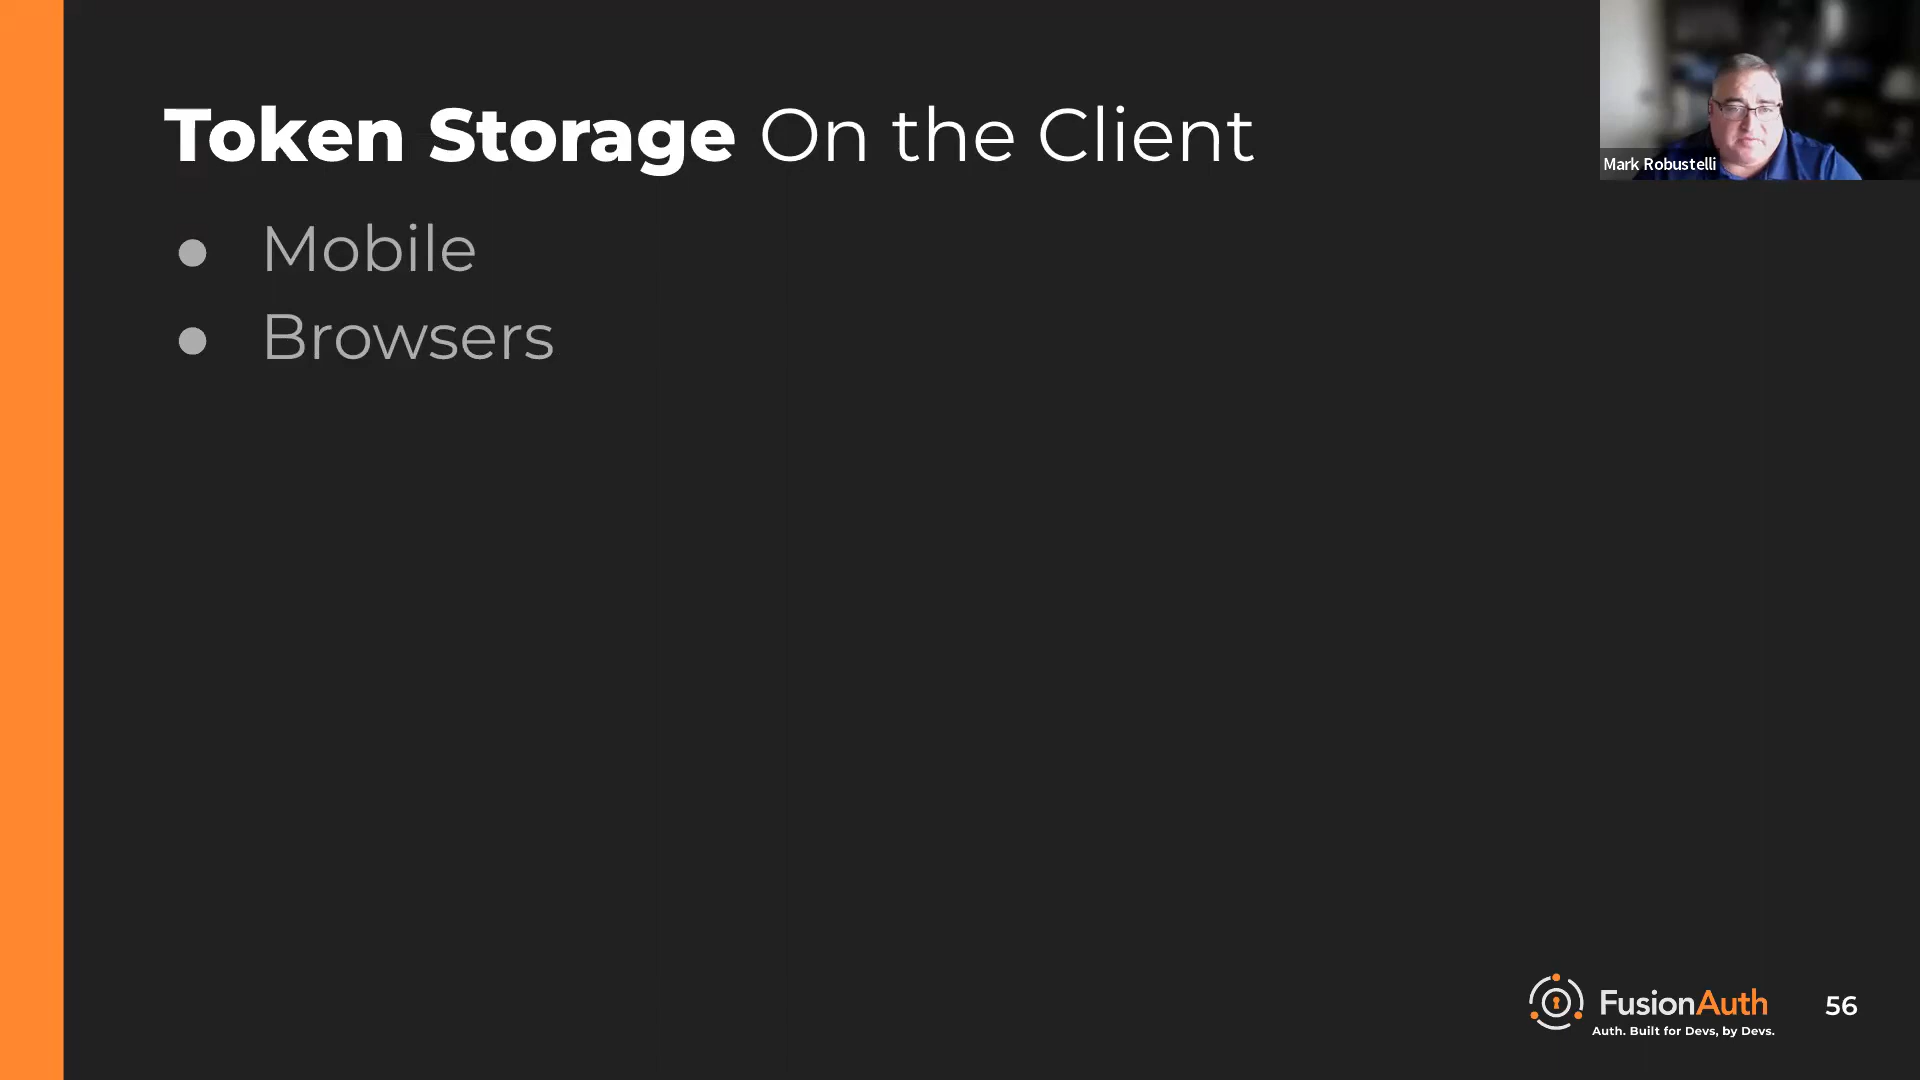 Token Storage On the Client
Mark Robustelli
● Mobile
● Browsers
FusionAuth
Auth. Built for Devs, by Devs.
56